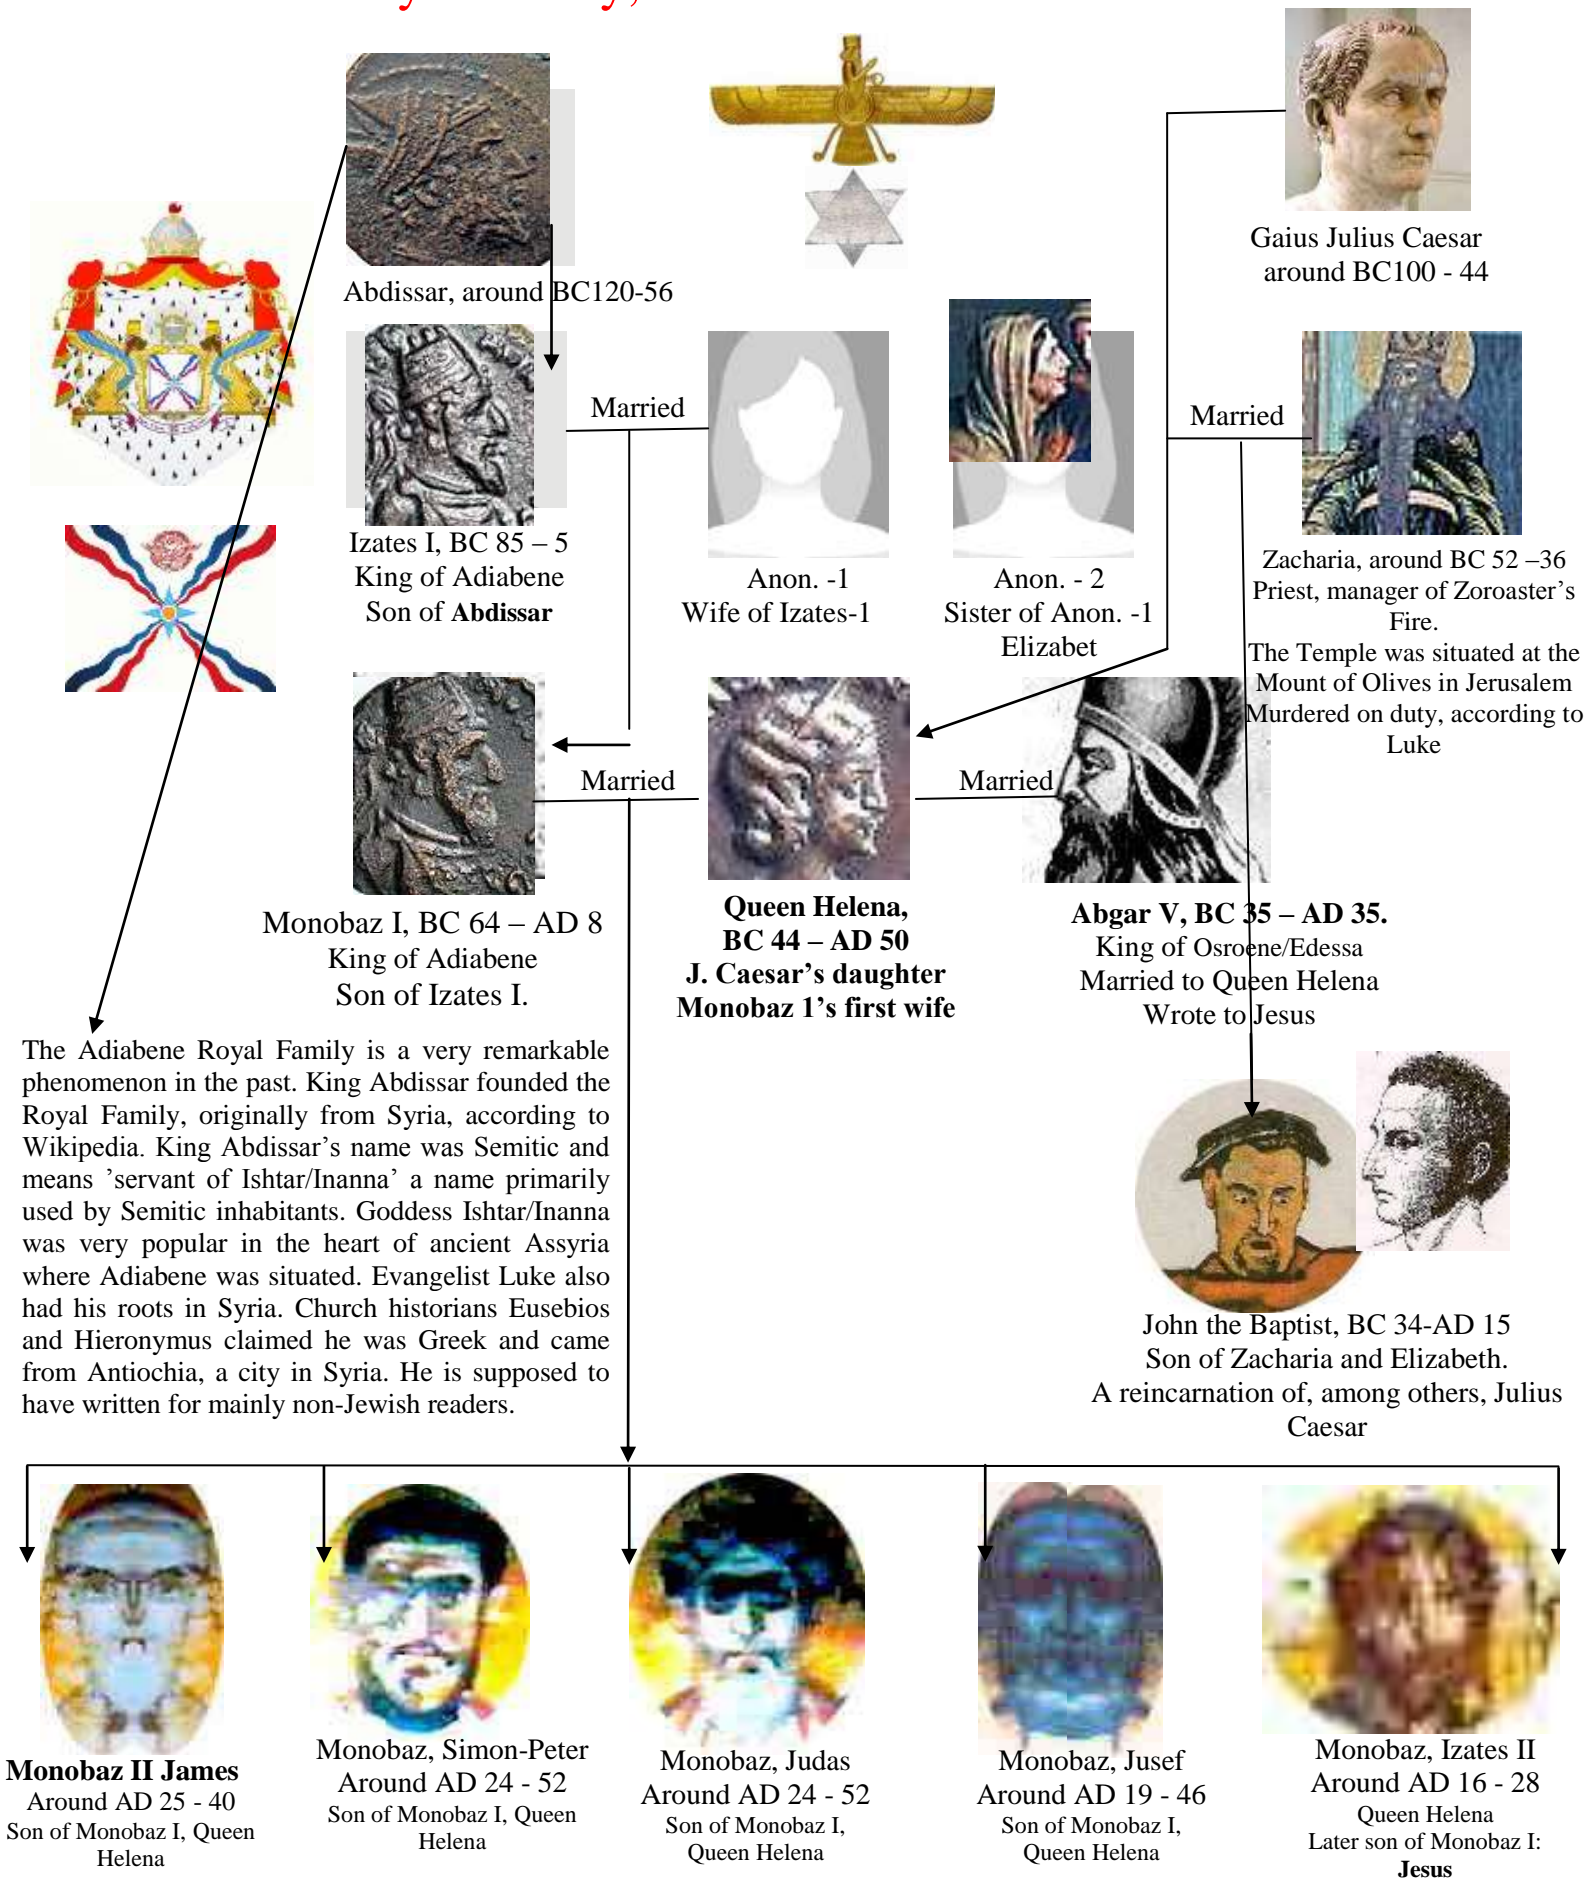 Abdissar, around BC120-56
Gaius Julius Caesar
around BC100 - 44
Married
Married
Izates I, BC 85 – 5
King of Adiabene
Son of Abdissar
Anon. -1
Wife of Izates-1
Anon. - 2
Sister of Anon. -1
Elizabet
Zacharia, around BC 52 –36
Priest, manager of Zoroaster’s
Fire.
The Temple was situated at the
Mount of Olives in Jerusalem
Murdered on duty, according to
Luke
Married
Married
Monobaz I, BC 64 – AD 8
King of Adiabene
Son of Izates I.
Queen Helena,
BC 44 – AD 50
J. Caesar’s daughter
Monobaz 1’s first wife
Abgar V, BC 35 – AD 35.
King of Osroene/Edessa
Married to Queen Helena
Wrote to Jesus
The Adiabene Royal Family is a very remarkable
phenomenon in the past. King Abdissar founded the
Royal Family, originally from Syria, according to
Wikipedia. King Abdissar’s name was Semitic and
means ’servant of Ishtar/Inanna’ a name primarily
used by Semitic inhabitants. Goddess Ishtar/Inanna
was very popular in the heart of ancient Assyria
where Adiabene was situated. Evangelist Luke also
had his roots in Syria. Church historians Eusebios
and Hieronymus claimed he was Greek and came
from Antiochia, a city in Syria. He is supposed to
have written for mainly non-Jewish readers.
John the Baptist, BC 34-AD 15
Son of Zacharia and Elizabeth.
A reincarnation of, among others, Julius
Caesar
Monobaz II James
Around AD 25 - 40
Son of Monobaz I, Queen
Helena
Monobaz, Simon-Peter
Around AD 24 - 52
Son of Monobaz I, Queen
Helena
Monobaz, Judas
Around AD 24 - 52
Son of Monobaz I,
Queen Helena
Monobaz, Jusef
Around AD 19 - 46
Son of Monobaz I,
Queen Helena
Monobaz, Izates II
Around AD 16 - 28
Queen Helena
Later son of Monobaz I:
Jesus